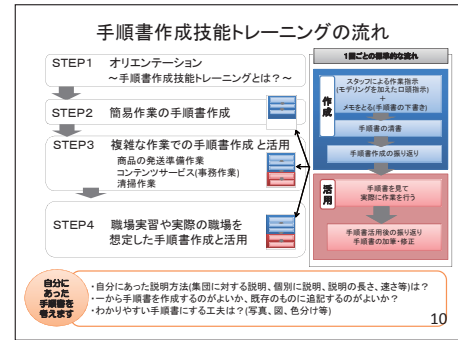 手順書作成技能トレーニングの流れ
STEP1 オリエンテーション
～手順書作成技能トレーニングとは？～
STEP2 簡易作業の手順書作成
STEP3 複雑な作業での手順書作成と活用
商品の発送準備作業
コンテンツサービス(事務作業)
清掃作業
STEP4 職場実習や実際の職場を
想定した手順書作成と活用
1回ごとの標準的な流れ
作成
スタッフによる作業指示
(モデリングを加えた口頭指示)
＋
メモをとる(手順書の下書き)
手順書の清書
手順書作成の振り返り
活用
手順書を見て
実際に作業を行う
手順書活用後の振り返り
手順書の加筆・修正
自分に
あった
手順書を
考えます
・自分にあった説明方法(集団に対する説明、個別に説明、説明の長さ、速さ等)は？
・一から手順書を作成するのがよいか、既存のものに追記するのがよいか？
・わかりやすい手順書にする工夫は？(写真、図、色分け等)
10